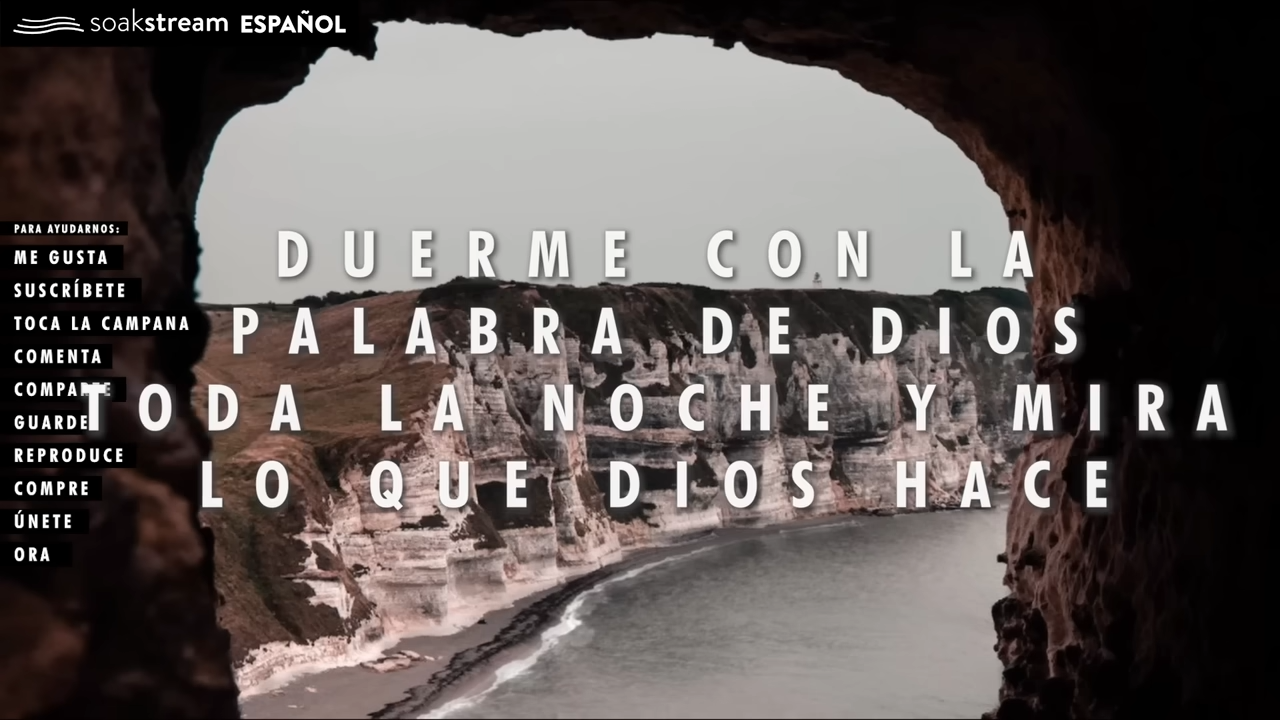 soakstream ESPAÑOL
PARA AYUDARNOS:
ME GUSTA
SUSCRÍBETE
TOCA LA CAMPANA
COMENTA
COMPARTE
GUARDE
REPRODUCE
COMPRE
ÚNETE
ORA
DUERME CON LA
PALABRA DE DIOS
TODA LA NOCHE Y MIRA
LO QUE DIOS HACE